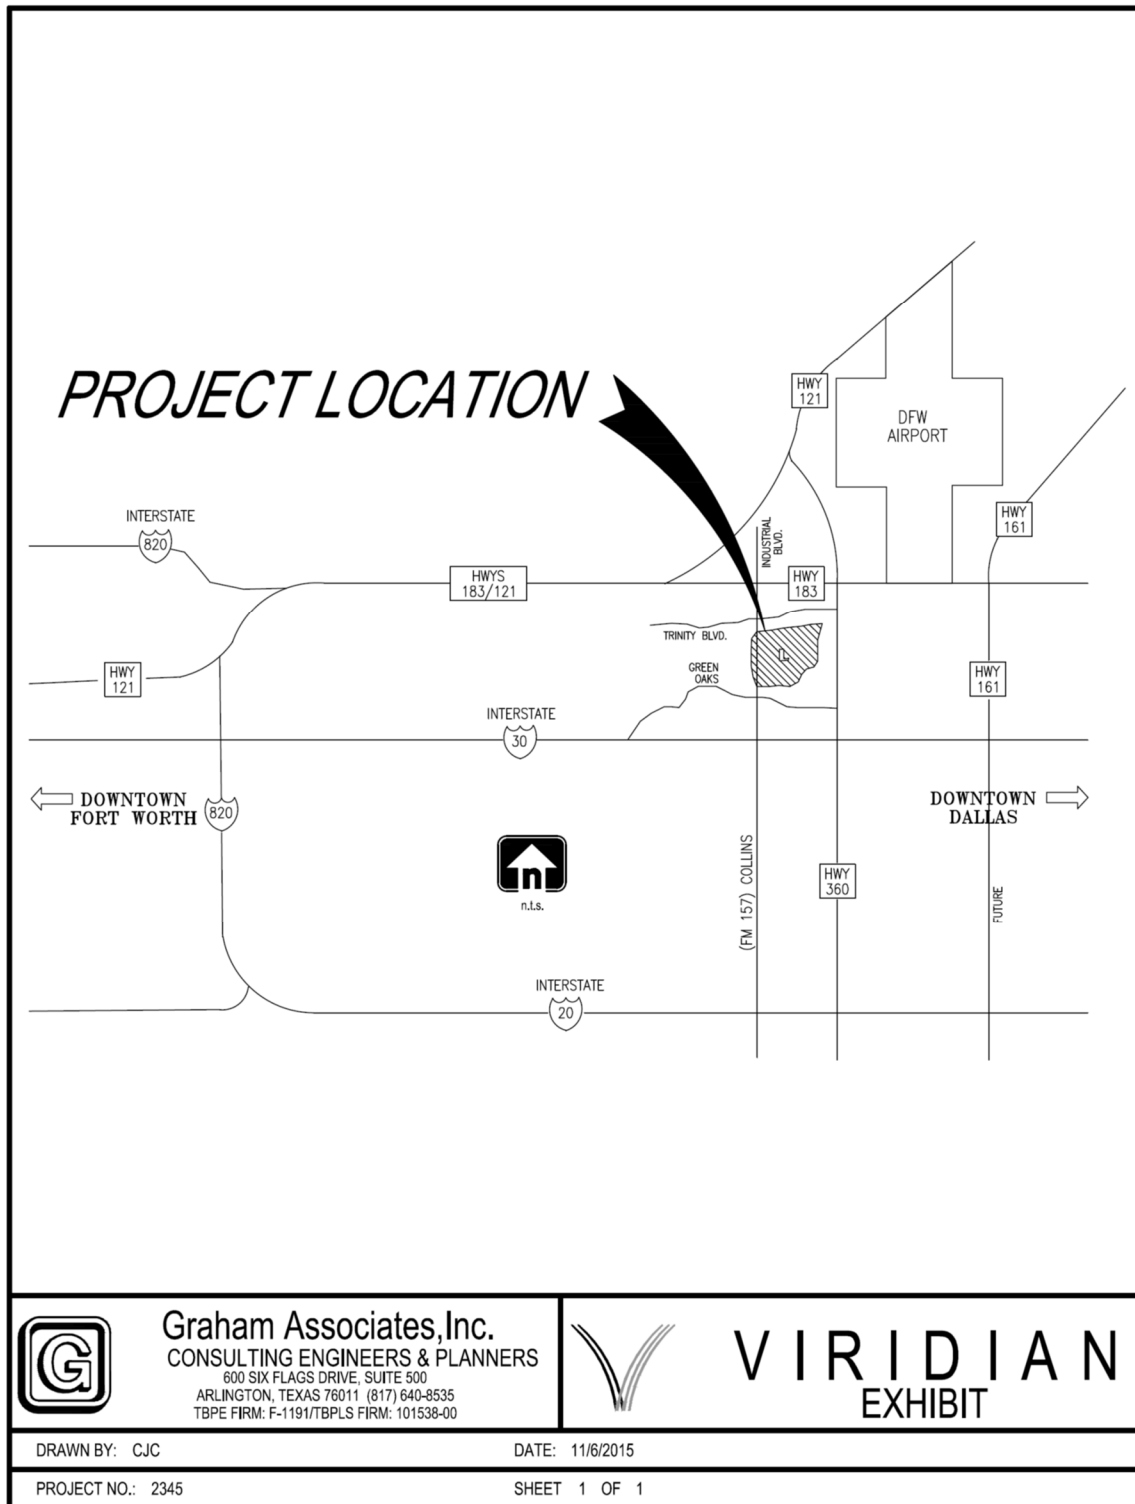 PROJECT LOCATION
HWY
121
DFW
AIRPORT
INTERSTATE
820
HWY
161
INDUSTRIAL
BLVD.
HWYS
183/121
HWY
183
TRINITY BLVD.
GREEN
OAKS
HWY
121
HWY
161
INTERSTATE
30
DOWNTOWN
FORT WORTH
820
DOWNTOWN
DALLAS
n
n.t.s.
(FM 157) COLLINS
HWY
360
FUTURE
INTERSTATE
20
G
Graham Associates,Inc.
CONSULTING ENGINEERS & PLANNERS
600 SIX FLAGS DRIVE, SUITE 500
ARLINGTON, TEXAS 76011 (817) 640-8535
TBPE FIRM: F-1191/TBPLS FIRM: 101538-00
VIRIDIAN
EXHIBIT
DRAWN BY: CJC
DATE: 11/6/2015
PROJECT NO.: 2345
SHEET 1 OF 1